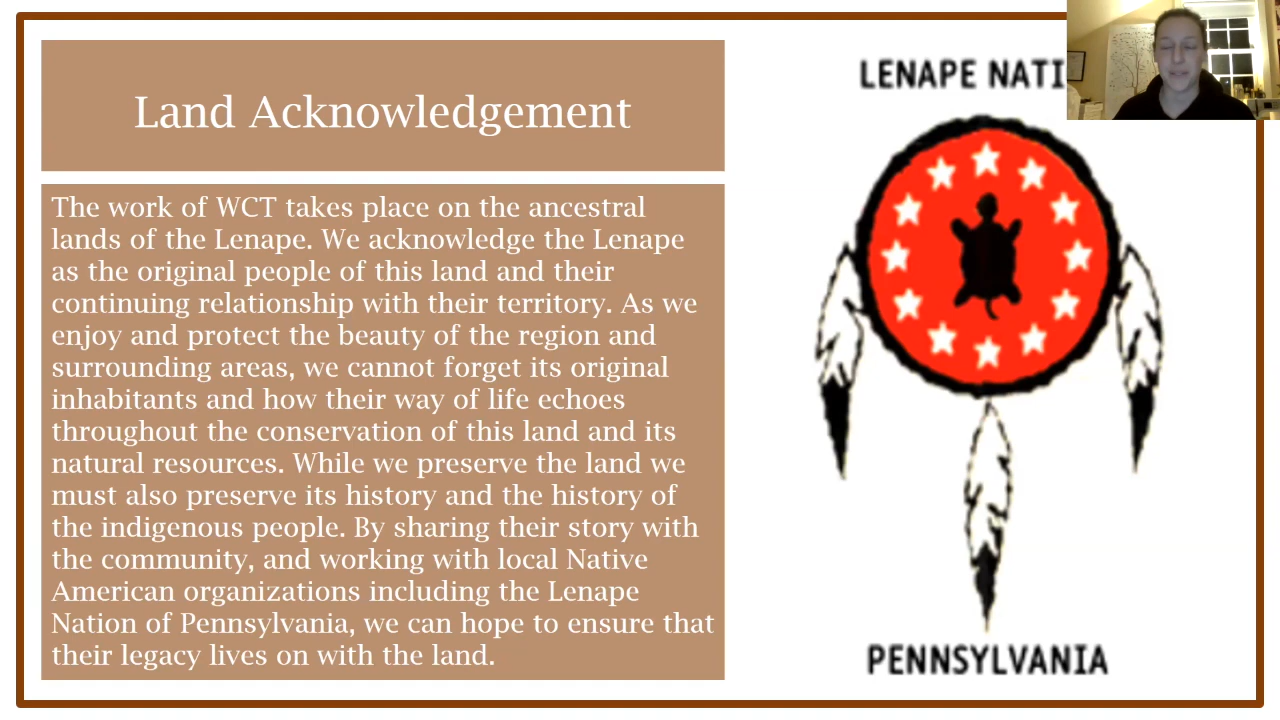 Land Acknowledgement
The work of WCT takes place on the ancestral
lands of the Lenape. We acknowledge the Lenape
as the original people of this land and their
continuing relationship with their territory. As we
enjoy and protect the beauty of the region and
surrounding areas, we cannot forget its original
inhabitants and how their way of life echoes
throughout the conservation of this land and its
natural resources. While we preserve the land we
must also preserve its history and the history of
the indigenous people. By sharing their story with
the community, and working with local Native
American organizations including the Lenape
Nation of Pennsylvania, we can hope to ensure that
their legacy lives on with the land.
LENAPE NATI
PENNSYLVANIA